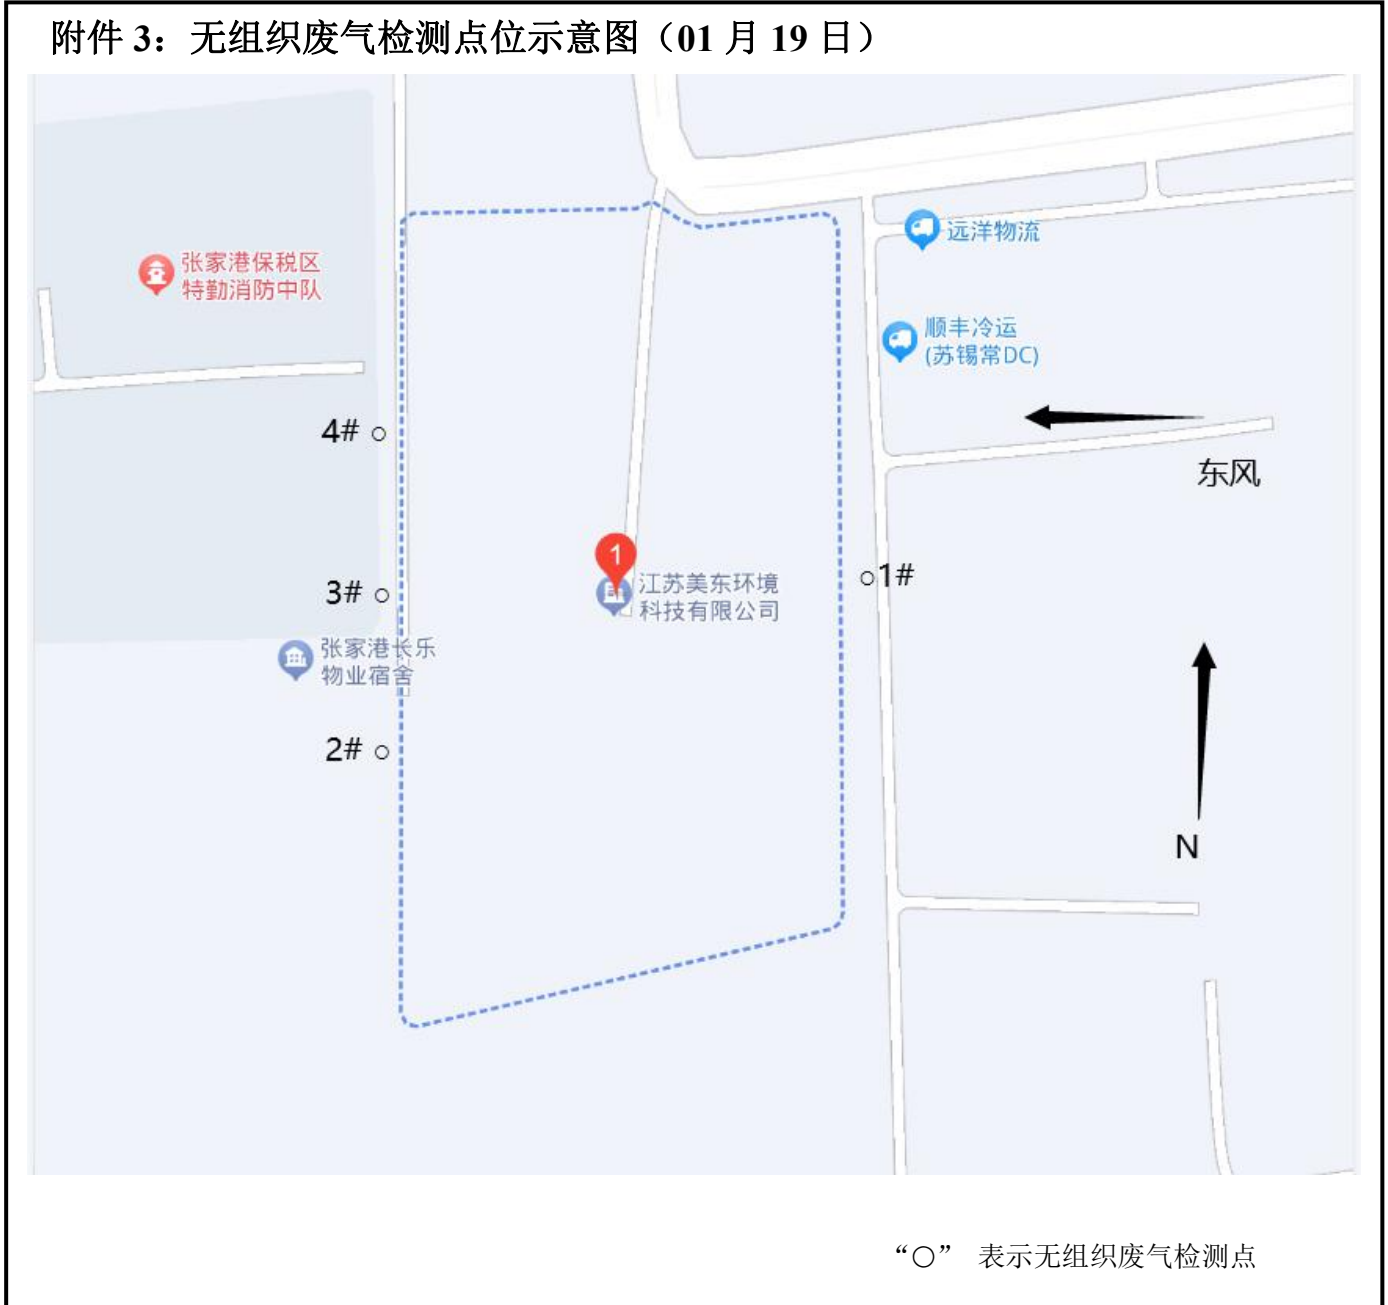 附件 3：无组织废气检测点位示意图（01 月 19 日）
远洋物流
张家港保税区
特勤消防中队
顺丰冷运
(苏锡常DC)
4#
东风
1
江苏美东环境
科技有限公司
1#
3#
张家港长乐
物业宿舍
2#
N
“○” 表示无组织废气检测点